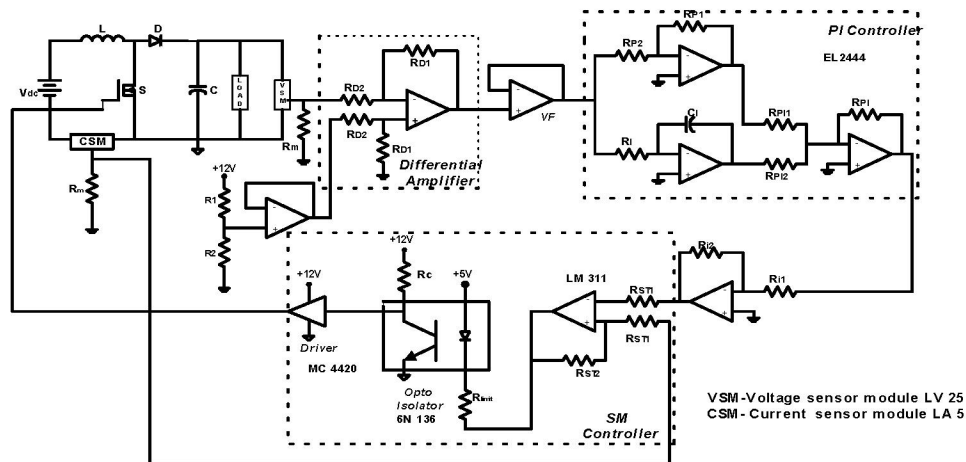 L
D
Vdc
S
C
LOAD
VSM
CSM
Rm
Rm
+12V
R1
R2
RD1
RD2
RD2
RD1
Differential
Amplifier
VF
RP1
RP2
PI Controller
EL2444
CI
RI
RPI1
RPI2
RPI
Ri2
Ri1
+12V
Driver
MC 4420
+12V
Rc
+5V
Opto
Isolator
6N 136
Rlimit
LM 311
RST1
RST1
RST2
SM
Controller
VSM-Voltage sensor module LV 25
CSM- Current sensor module LA 5